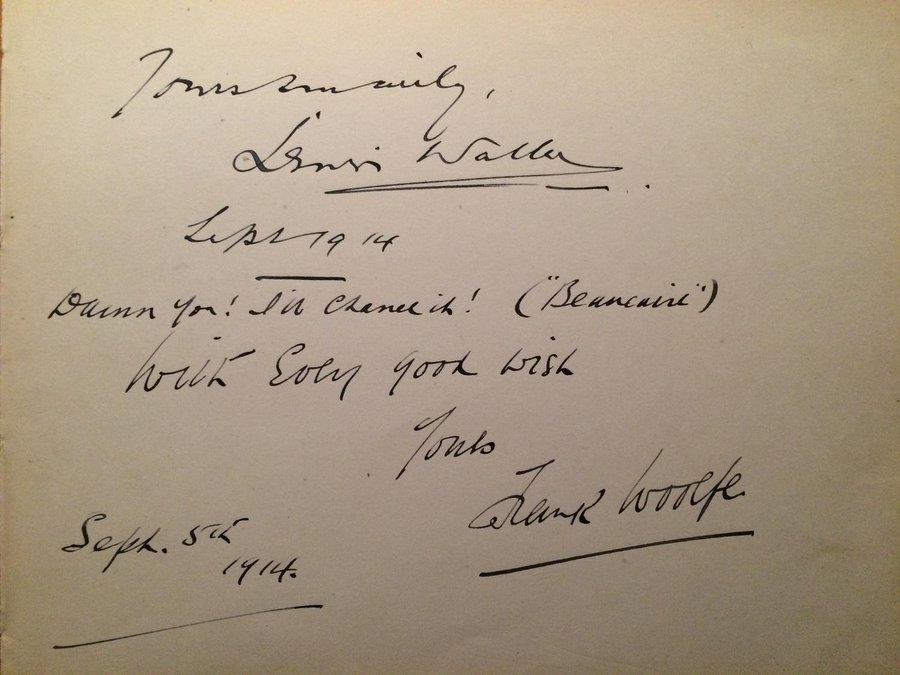 Yours sincerely,
Lewis Waller
Sept 1914
Damn you! I'll chance it! ("Beaucaire")
With Every good wish
Yours
Frank Woolfe.
Sept. 5th
1914.